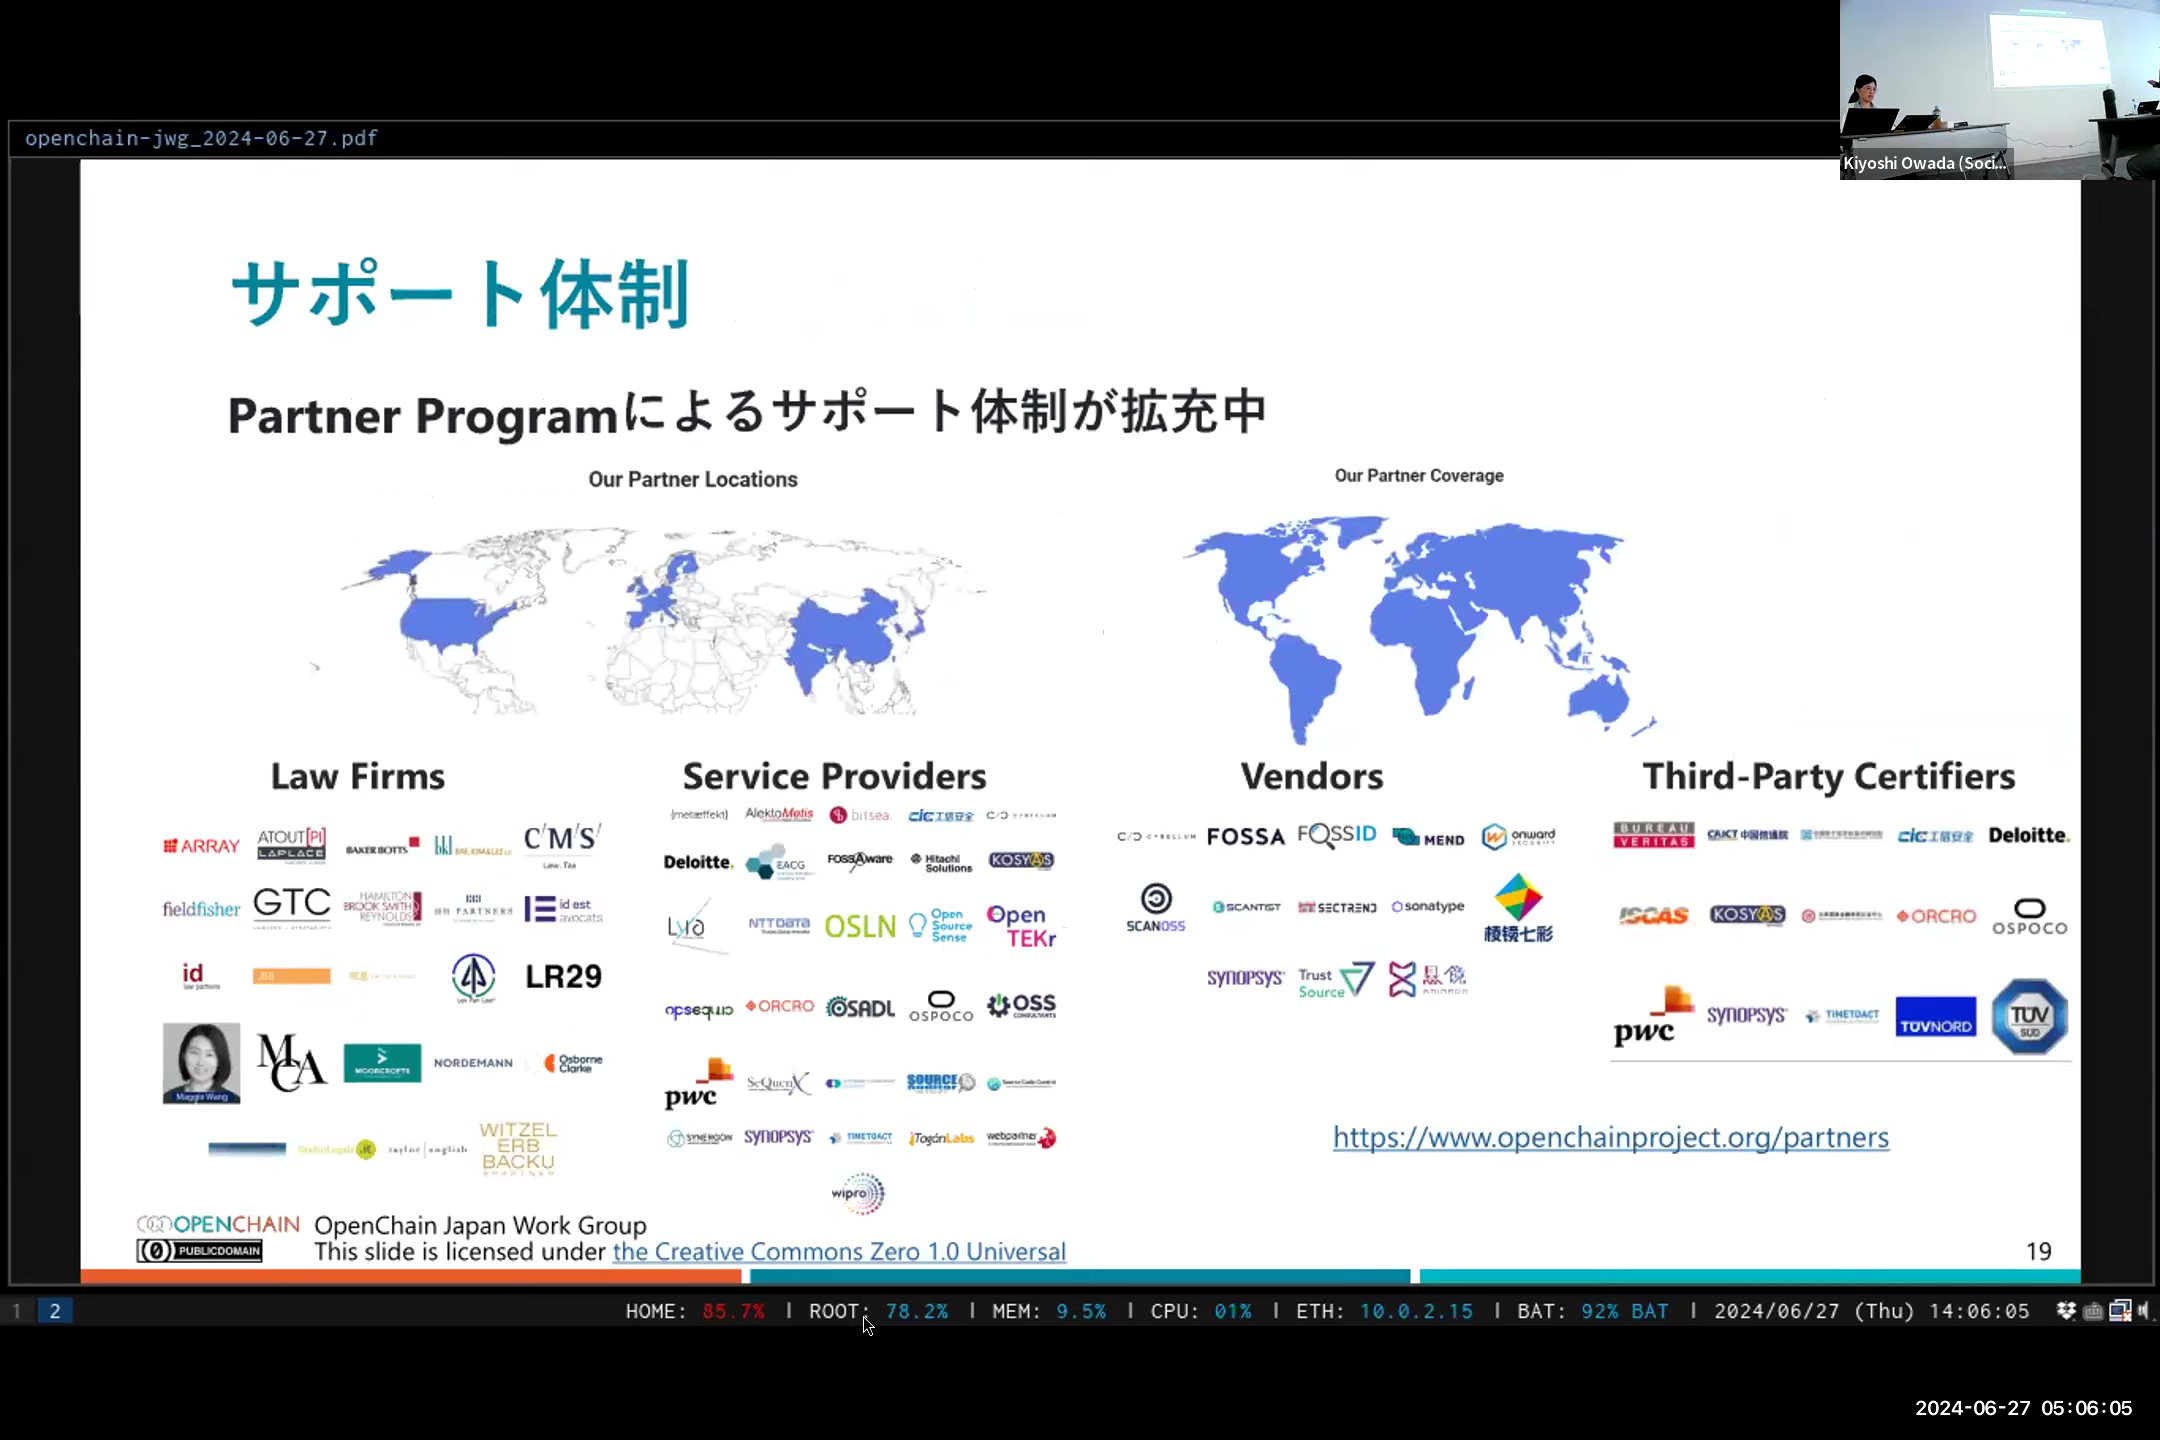 openchain-jwg_2024-06-27.pdf
Kiyoshi Owada (Soci...
サポート体制
Partner Programによるサポート体制が拡充中
Our Partner Locations
Our Partner Coverage
Law Firms
ARRAY
ATOUT[PI]
LAPLACE
BAKER BOTTS
bkl BAE, KIM & LEE LLC
C'M'S'
Law. Tax
fieldfisher
GTC
HAMILTON
BROOK SMITH
REYNOLDS
HH PARTNERS
id est
avocats
id
law partners
JBB
LR29
Maggie Wang
MCA
MOORCROFTS
NORDEMANN
Osborne
Clarke
StudioLegale.it
taylor | english
WITZEL
ERB
BACKU
&PARTNER
Service Providers
{metæffekt}
AlektoMetis
bitsea.
CIC工信安全
CYBELLUM
Deloitte.
EACG
FOSSAware
Hitachi
Solutions
KOSYAS
Lyra
NTT DATA
OSLN
Open
Source
Sense
Open
TEKr
ORCRO
OSADL
OSPOCO
OSS
CONSULTANTS
pwc
SeQuenX
SOURCE
AUDITOR
Source Code Control
SYNERGON
SYNOPSYS
TIMETOACT
TogánLabs
webpartner
wipro
Vendors
CYBELLUM
FOSSA
FOSSID
MEND
onward
SECURITY
SCANOSS
SCANTIST
SECTREND
sonatype
棱镜七彩
SYNOPSYS
Trust
Source
Third-Party Certifiers
BUREAU
VERITAS
CAICT 中国信通院
CIC工信安全
Deloitte.
ISCAS
KOSYAS
ORCRO
OSPOCO
pwc
SYNOPSYS
TIMETOACT
TÜVNORD
TÜV
SÜD
https://www.openchainproject.org/partners
OPENCHAIN
PUBLIC DOMAIN
OpenChain Japan Work Group
This slide is licensed under the Creative Commons Zero 1.0 Universal
19
1 2
HOME: 85.7% | ROOT: 78.2% | MEM: 9.5% | CPU: 01% | ETH: 10.0.2.15 | BAT: 92% BAT | 2024/06/27 (Thu) 14:06:05
2024-06-27 05:06:05